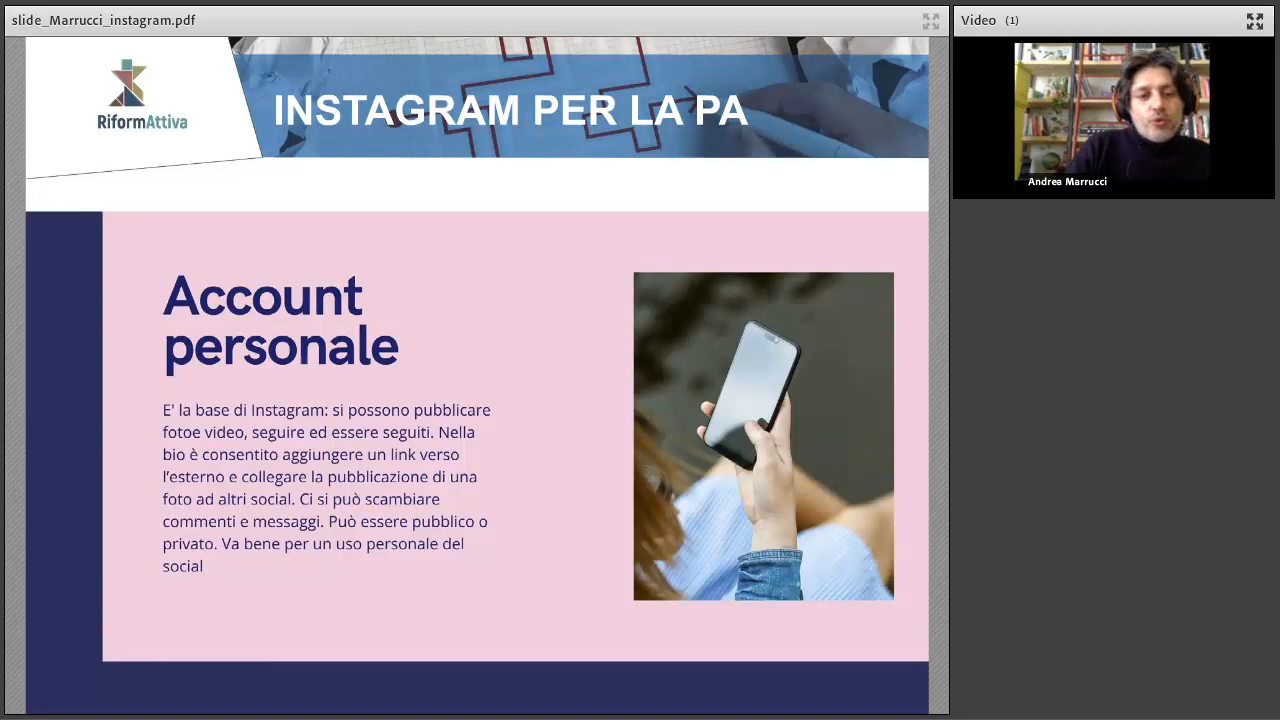 slide_Marrucci_instagram.pdf
Video (1)
RiformAttiva
INSTAGRAM PER LA PA
Andrea Marrucci
Account
personale
E' la base di Instagram: si possono pubblicare
fotoe video, seguire ed essere seguiti. Nella
bio è consentito aggiungere un link verso
l'esterno e collegare la pubblicazione di una
foto ad altri social. Ci si può scambiare
commenti e messaggi. Può essere pubblico o
privato. Va bene per un uso personale del
social